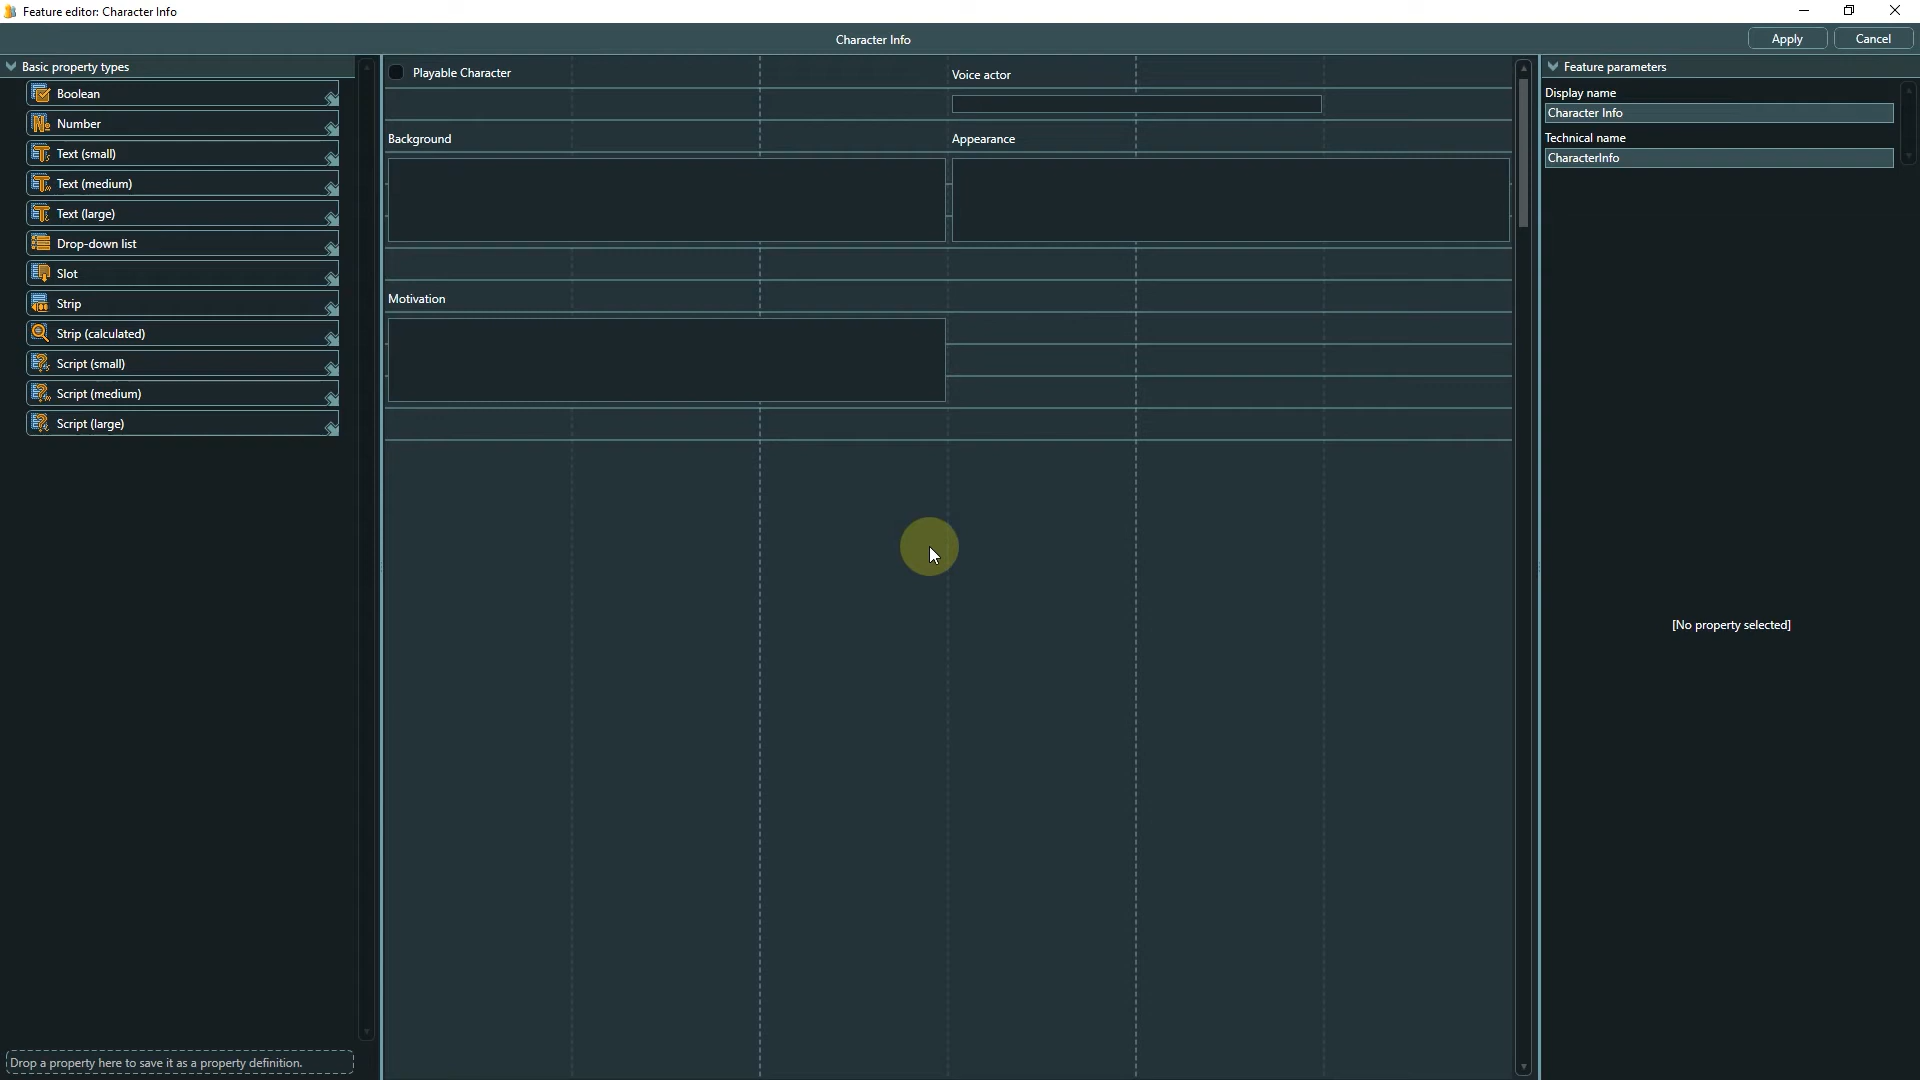 Feature editor: Character Info
Character Info
Apply
Cancel
Basic property types
Boolean
Number
Text (small)
Text (medium)
Text (large)
Drop-down list
Slot
Strip
Strip (calculated)
Script (small)
Script (medium)
Script (large)
Drop a property here to save it as a property definition.
Playable Character
Voice actor
Background
Appearance
Motivation
Feature parameters
Display name
Character Info
Technical name
CharacterInfo
[No property selected]